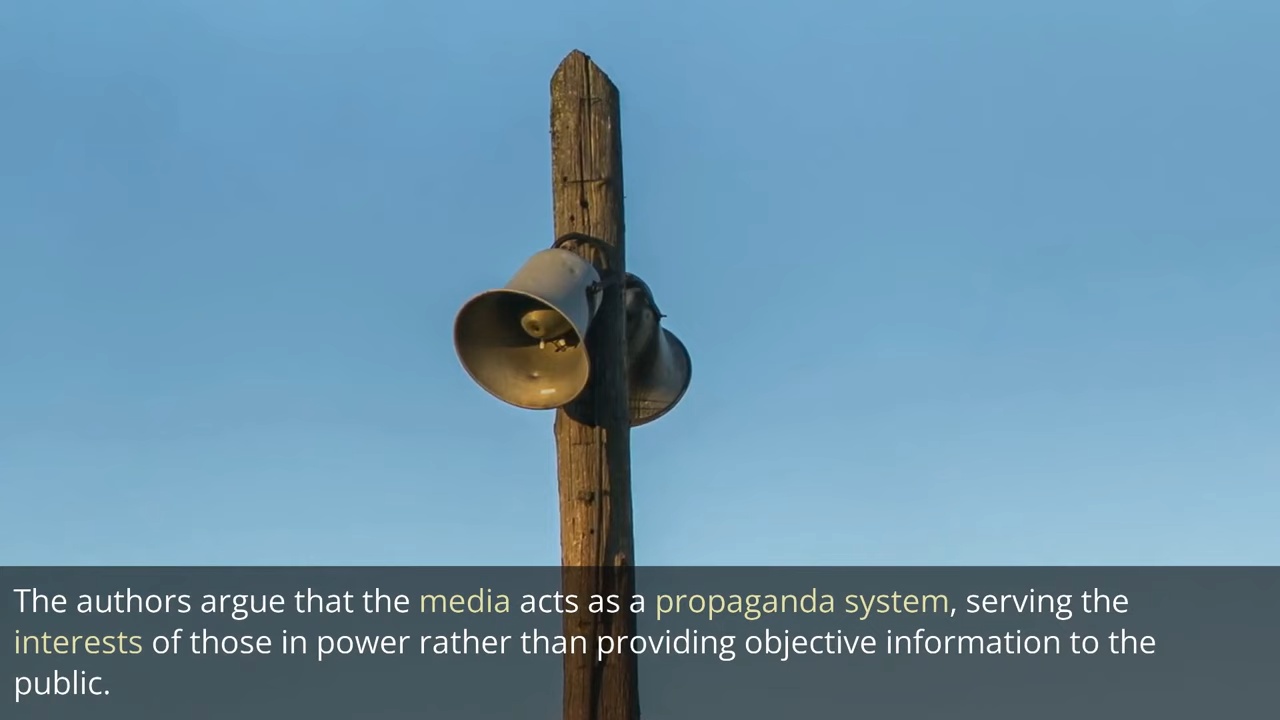 The authors argue that the media acts as a propaganda system, serving the
interests of those in power rather than providing objective information to the
public.